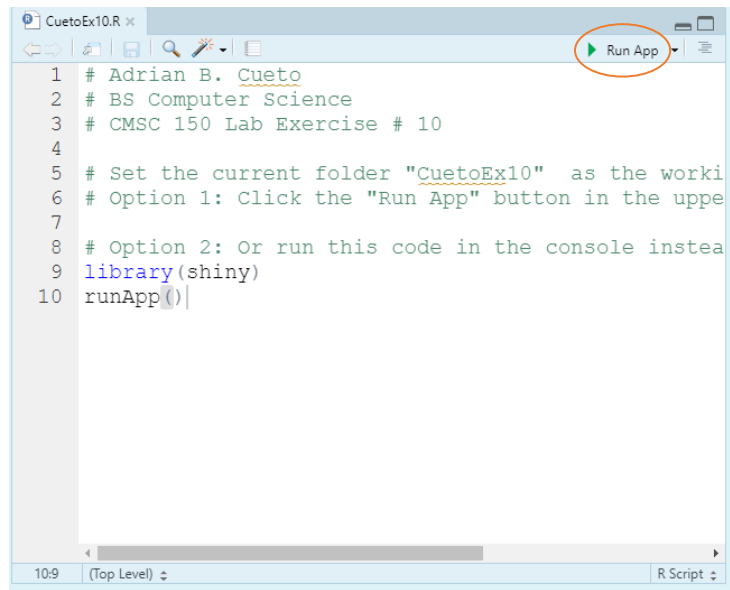 CuetoEx10.R
Run App
1 # Adrian B. Cueto
2 # BS Computer Science
3 # CMSC 150 Lab Exercise # 10
4
5 # Set the current folder "CuetoEx10"  as the worki
6 # Option 1: Click the "Run App" button in the uppe
7
8 # Option 2: Or run this code in the console instea
9 library(shiny)
10 runApp()
10:9 (Top Level) R Script